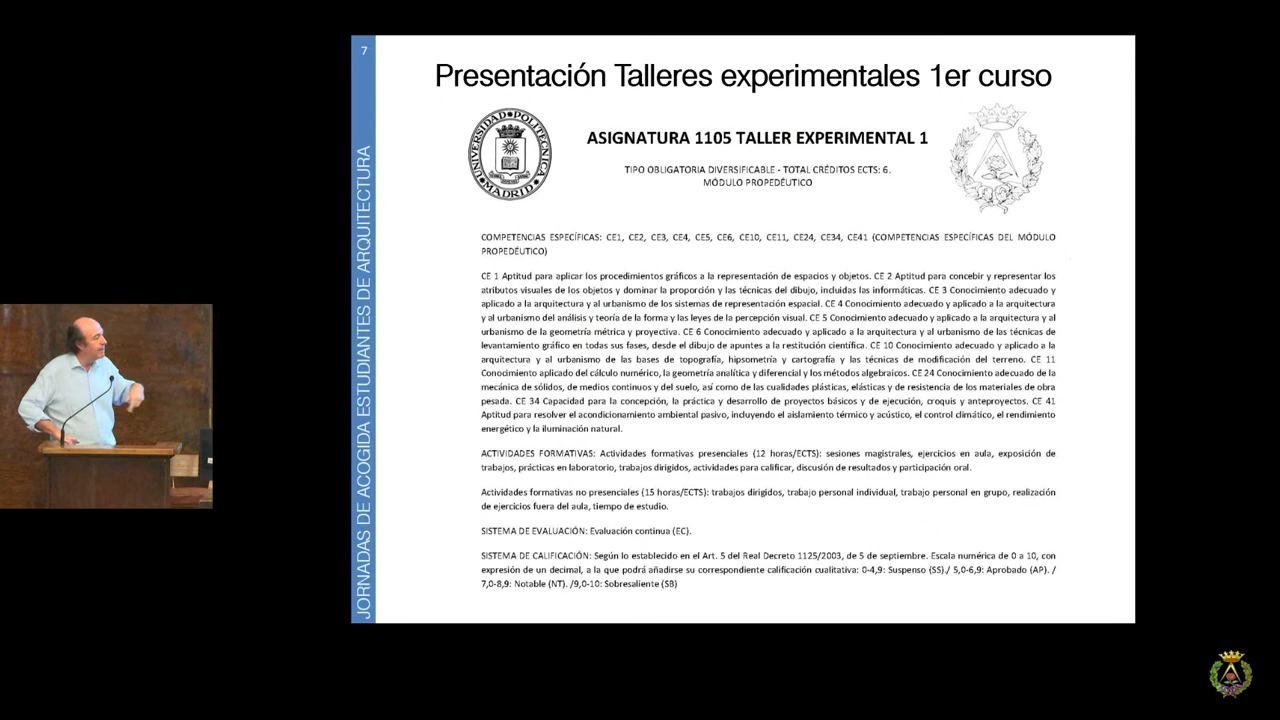 7
JORNADAS DE ACOGIDA ESTUDIANTES DE ARQUITECTURA
Presentación Talleres experimentales 1er curso
UNIVERSIDAD POLITECNICA
MADRID
ASIGNATURA 1105 TALLER EXPERIMENTAL 1
TIPO OBLIGATORIA DIVERSIFICABLE - TOTAL CRÉDITOS ECTS: 6.
MÓDULO PROPEDÉUTICO
COMPETENCIAS ESPECÍFICAS: CE1, CE2, CE3, CE4, CE5, CE6, CE10, CE11, CE24, CE34, CE41 (COMPETENCIAS ESPECÍFICAS DEL MÓDULO
PROPEDÉUTICO)
CE 1 Aptitud para aplicar los procedimientos gráficos a la representación de espacios y objetos. CE 2 Aptitud para concebir y representar los
atributos visuales de los objetos y dominar la proporción y las técnicas del dibujo, incluidas las informáticas. CE 3 Conocimiento adecuado y
aplicado a la arquitectura y al urbanismo de los sistemas de representación espacial. CE 4 Conocimiento adecuado y aplicado a la arquitectura
y al urbanismo del análisis y teoría de la forma y las leyes de la percepción visual. CE 5 Conocimiento adecuado y aplicado a la arquitectura y al
urbanismo de la geometría métrica y proyectiva. CE 6 Conocimiento adecuado y aplicado a la arquitectura y al urbanismo de las técnicas de
levantamiento gráfico en todas sus fases, desde el dibujo de apuntes a la restitución científica. CE 10 Conocimiento adecuado y aplicado a la
arquitectura y al urbanismo de las bases de topografía, hipsometría y cartografía y las técnicas de modificación del terreno. CE 11
Conocimiento aplicado del cálculo numérico, la geometría analítica y diferencial y los métodos algebraicos. CE 24 Conocimiento adecuado de la
mecánica de sólidos, de medios continuos y del suelo, así como de las cualidades plásticas, elásticas y de resistencia de los materiales de obra
pesada. CE 34 Capacidad para la concepción, la práctica y desarrollo de proyectos básicos y de ejecución, croquis y anteproyectos. CE 41
Aptitud para resolver el acondicionamiento ambiental pasivo, incluyendo el aislamiento térmico y acústico, el control climático, el rendimiento
energético y la iluminación natural.
ACTIVIDADES FORMATIVAS: Actividades formativas presenciales (12 horas/ECTS): sesiones magistrales, ejercicios en aula, exposición de
trabajos, prácticas en laboratorio, trabajos dirigidos, actividades para calificar, discusión de resultados y participación oral.
Actividades formativas no presenciales (15 horas/ECTS): trabajos dirigidos, trabajo personal individual, trabajo personal en grupo, realización
de ejercicios fuera del aula, tiempo de estudio.
SISTEMA DE EVALUACIÓN: Evaluación continua (EC).
SISTEMA DE CALIFICACIÓN: Según lo establecido en el Art. 5 del Real Decreto 1125/2003, de 5 de septiembre. Escala numérica de 0 a 10, con
expresión de un decimal, a la que podrá añadirse su correspondiente calificación cualitativa: 0-4,9: Suspenso (SS)./ 5,0-6,9: Aprobado (AP). /
7,0-8,9: Notable (NT). /9,0-10: Sobresaliente (SB)